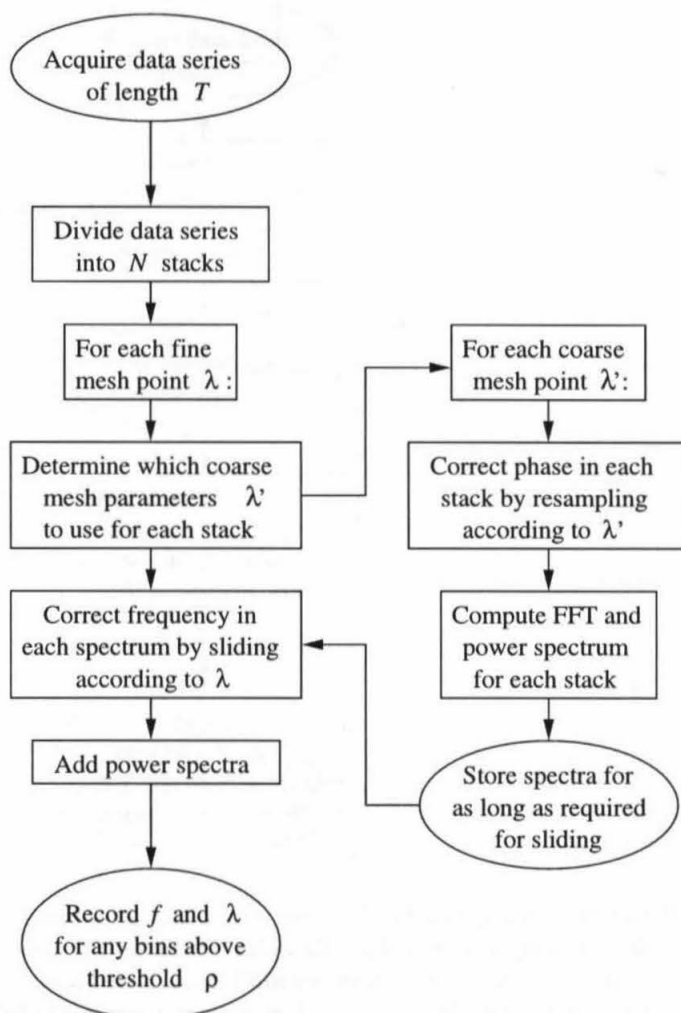 Acquire data series
of length T
Divide data series
into N stacks
For each fine
mesh point λ :
Determine which coarse
mesh parameters λ'
to use for each stack
Correct frequency in
each spectrum by sliding
according to λ
Add power spectra
Record f and λ
for any bins above
threshold ρ
For each coarse
mesh point λ':
Correct phase in each
stack by resampling
according to λ'
Compute FFT and
power spectrum
for each stack
Store spectra for
as long as required
for sliding